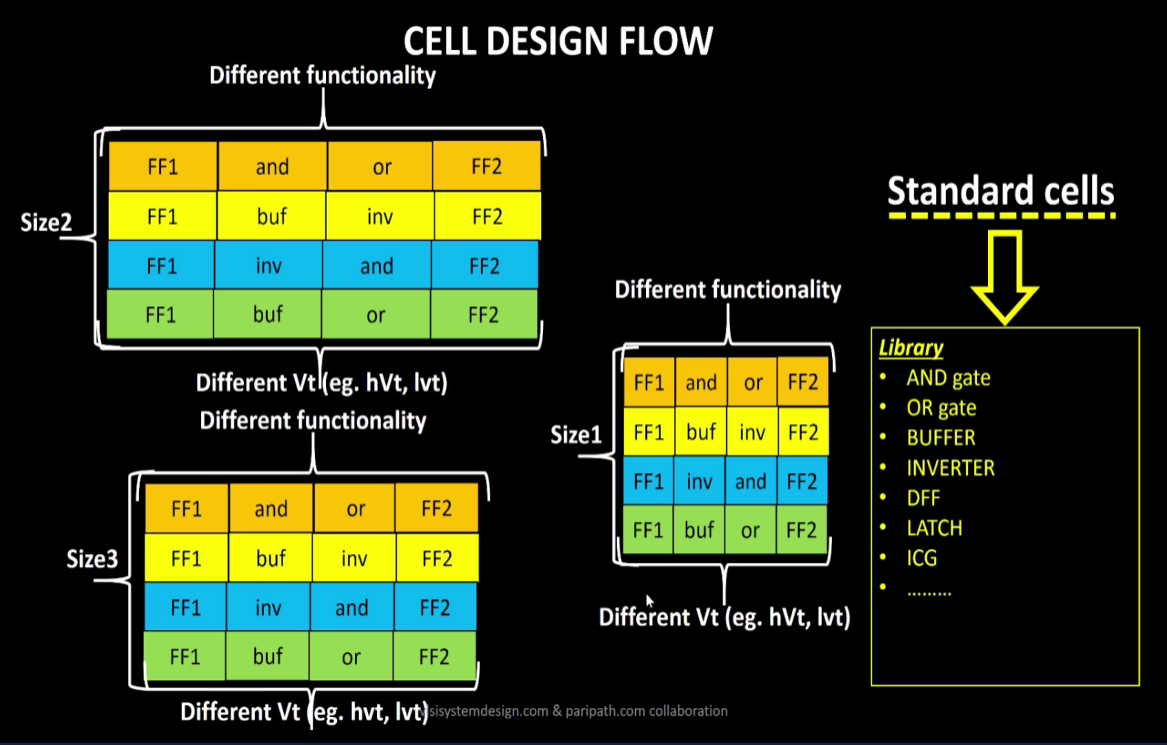 CELL DESIGN FLOW
Different functionality
Size2
FF1 and or FF2
FF1 buf inv FF2
FF1 inv and FF2
FF1 buf or FF2
Different Vt (eg. hVt, lvt)
Different functionality
Size3
FF1 and or FF2
FF1 buf inv FF2
FF1 inv and FF2
FF1 buf or FF2
Different Vt (eg. hvt, lvt)
Different functionality
Size1
FF1 and or FF2
FF1 buf inv FF2
FF1 inv and FF2
FF1 buf or FF2
Different Vt (eg. hVt, lvt)
Standard cells
Library
• AND gate
• OR gate
• BUFFER
• INVERTER
• DFF
• LATCH
• ICG
• .........
sisystemdesign.com & paripath.com collaboration